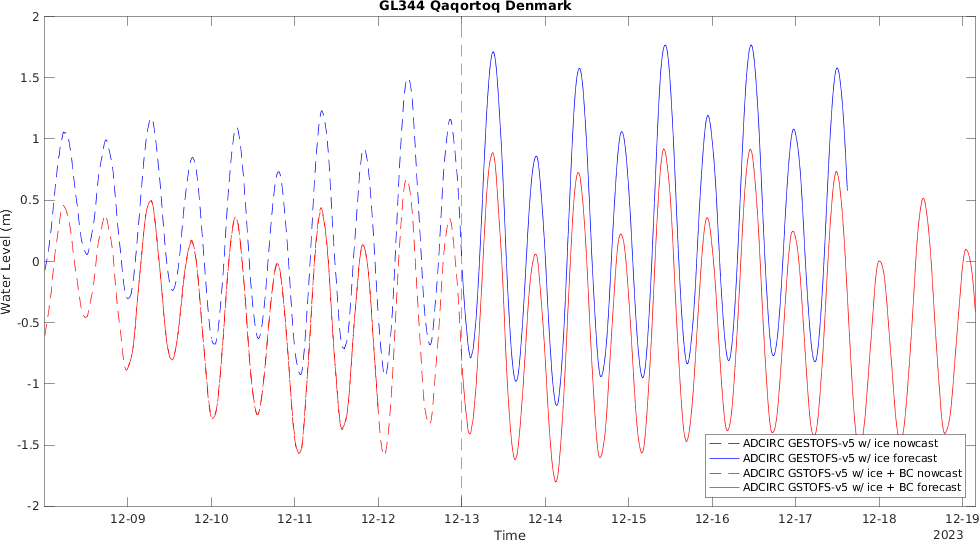 GL344 Qaqortoq Denmark
2
1.5
1
0.5
0
-0.5
-1
-1.5
-2
Water Level (m)
12-09 12-10 12-11 12-12 12-13 12-14 12-15 12-16 12-17 12-18 12-19
Time
2023
ADCIRC GESTOFS-v5 w/ ice nowcast
ADCIRC GESTOFS-v5 w/ ice forecast
ADCIRC GSTOFS-v5 w/ ice + BC nowcast
ADCIRC GSTOFS-v5 w/ ice + BC forecast